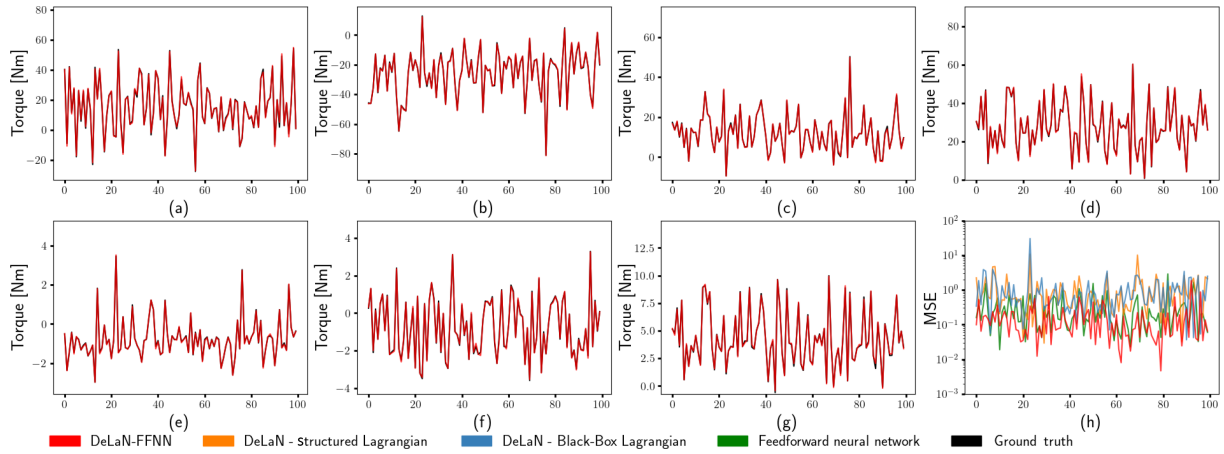 80
60
40
20
0
−20
Torque [Nm]
0 20 40 60 80 100
(a)
0
−20
−40
−60
−80
Torque [Nm]
0 20 40 60 80 100
(b)
60
40
20
0
Torque [Nm]
0 20 40 60 80 100
(c)
80
60
40
20
0
Torque [Nm]
0 20 40 60 80 100
(d)
4
2
0
−2
Torque [Nm]
0 20 40 60 80 100
(e)
4
2
0
−2
−4
Torque [Nm]
0 20 40 60 80 100
(f)
12.5
10.0
7.5
5.0
2.5
0.0
Torque [Nm]
0 20 40 60 80 100
(g)
10²
10¹
10⁰
10⁻¹
10⁻²
10⁻³
MSE
0 20 40 60 80 100
(h)
DeLaN-FFNN DeLaN - structured Lagrangian DeLaN - Black-Box Lagrangian Feedforward neural network Ground truth